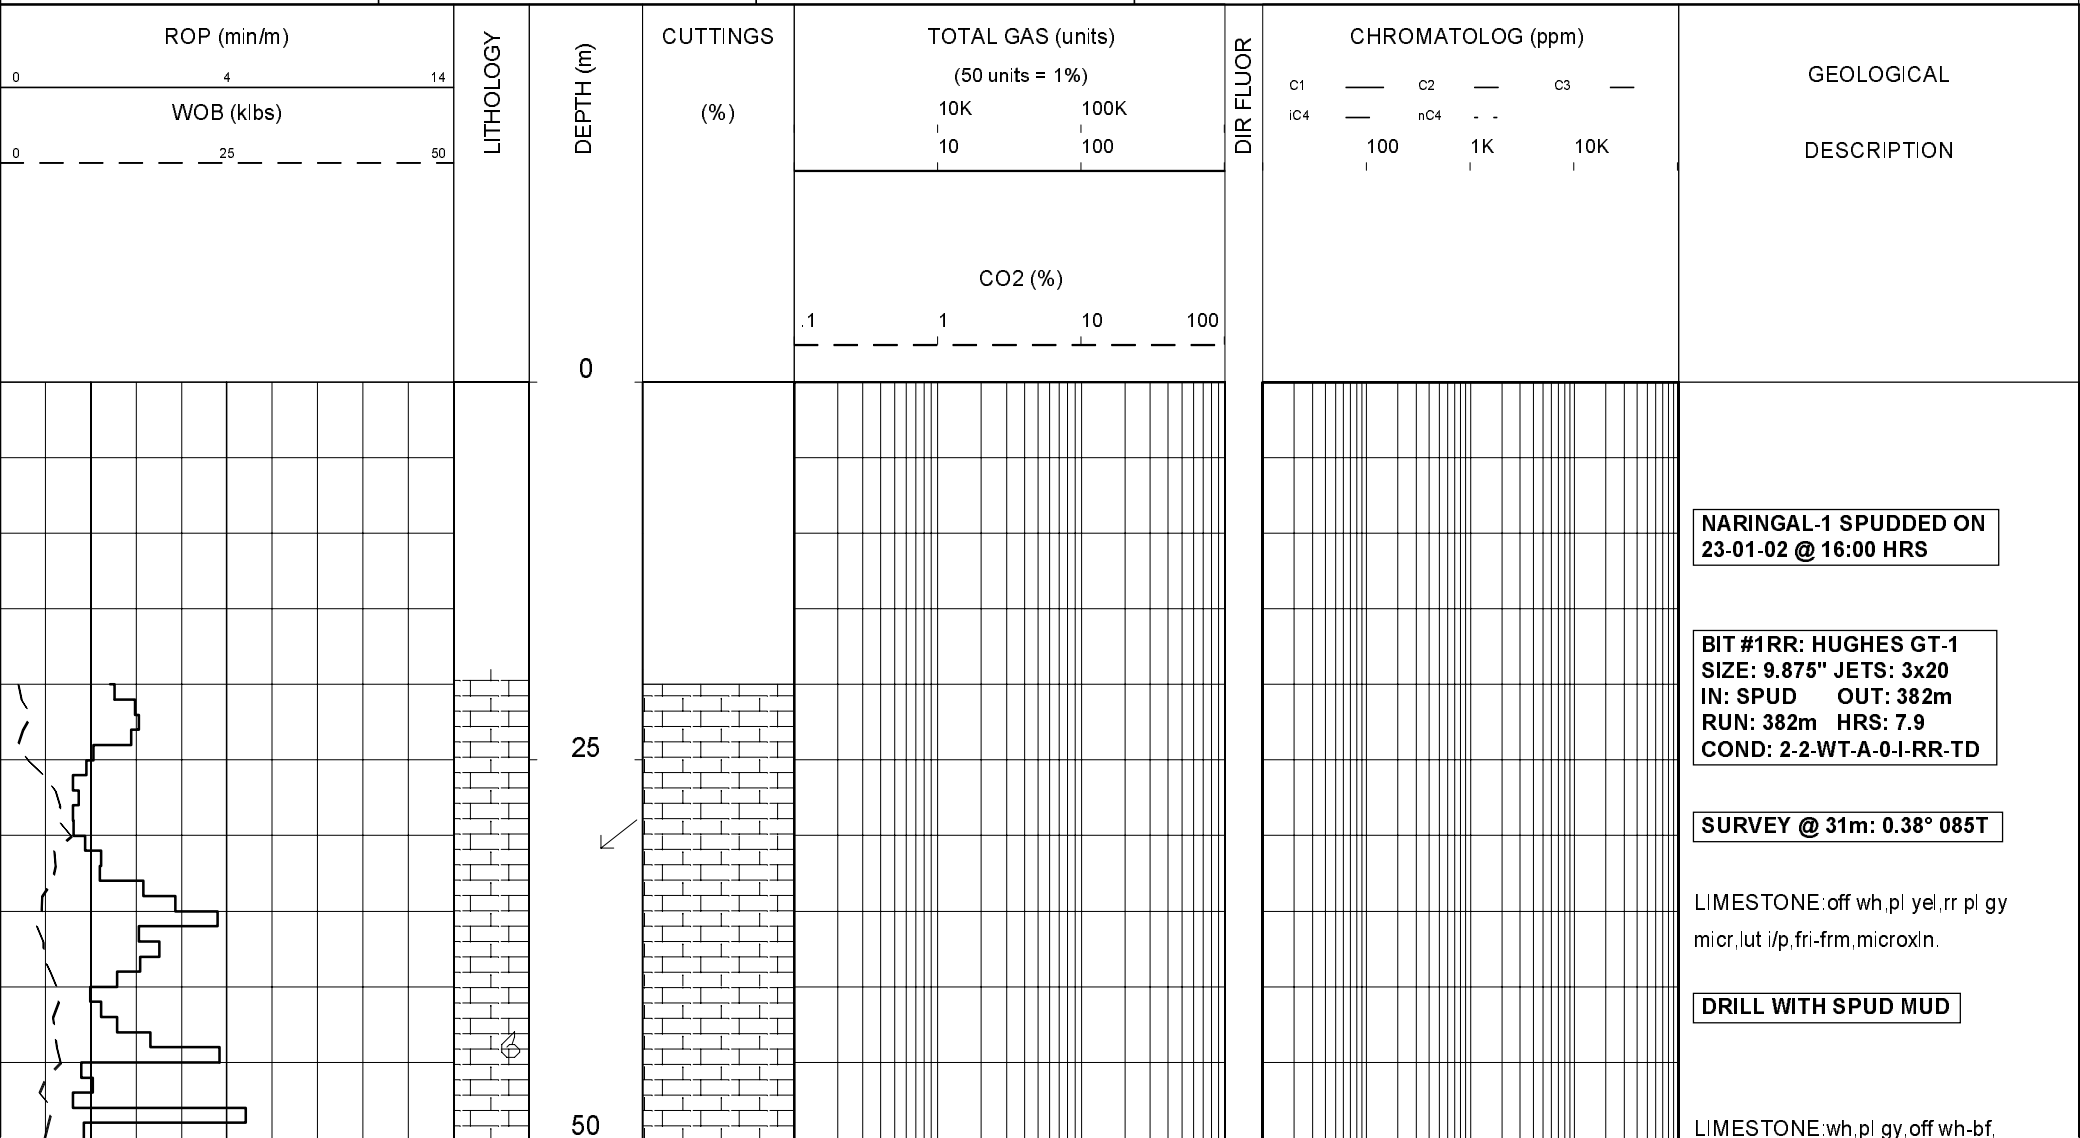 ROP (min/m)
0 4 14
WOB (klbs)
0 25 50
LITHOLOGY
DEPTH (m)
CUTTINGS
(%)
TOTAL GAS (units)
(50 units = 1%)
10K 100K
10 100
CO2 (%)
.1 1 10 100
DIR FLUOR
CHROMATOLOG (ppm)
C1 C2 C3
iC4 nC4
100 1K 10K
GEOLOGICAL
DESCRIPTION
0
25
50
NARINGAL-1 SPUDDED ON
23-01-02 @ 16:00 HRS
BIT #1RR: HUGHES GT-1
SIZE: 9.875" JETS: 3x20
IN: SPUD OUT: 382m
RUN: 382m HRS: 7.9
COND: 2-2-WT-A-0-I-RR-TD
SURVEY @ 31m: 0.38° 085T
LIMESTONE:off wh,pl yel,rr pl gy
micr,lut i/p,fri-frm,microxln.
DRILL WITH SPUD MUD
LIMESTONE:wh,pl gy,off wh-bf,